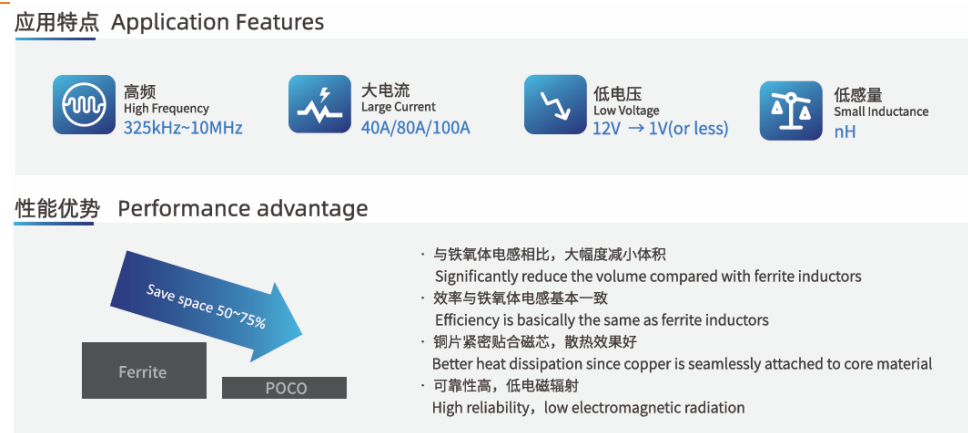 应用特点 Application Features
高频
High Frequency
325kHz~10MHz
大电流
Large Current
40A/80A/100A
低电压
Low Voltage
12V → 1V(or less)
低感量
Small Inductance
nH
性能优势 Performance advantage
Save space 50~75%
Ferrite
POCO
· 与铁氧体电感相比，大幅度减小体积
Significantly reduce the volume compared with ferrite inductors
· 效率与铁氧体电感基本一致
Efficiency is basically the same as ferrite inductors
· 铜片紧密贴合磁芯，散热效果好
Better heat dissipation since copper is seamlessly attached to core material
· 可靠性高，低电磁辐射
High reliability，low electromagnetic radiation